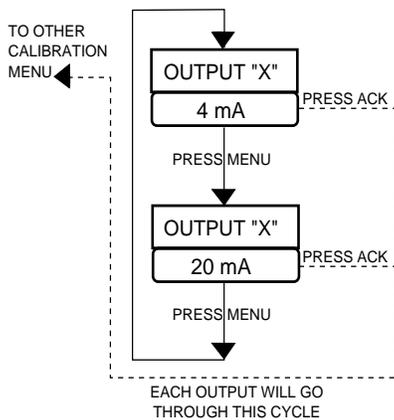 TO OTHER
CALIBRATION
MENU
OUTPUT "X"
4 mA
PRESS ACK
PRESS MENU
OUTPUT "X"
20 mA
PRESS ACK
PRESS MENU
EACH OUTPUT WILL GO
THROUGH THIS CYCLE